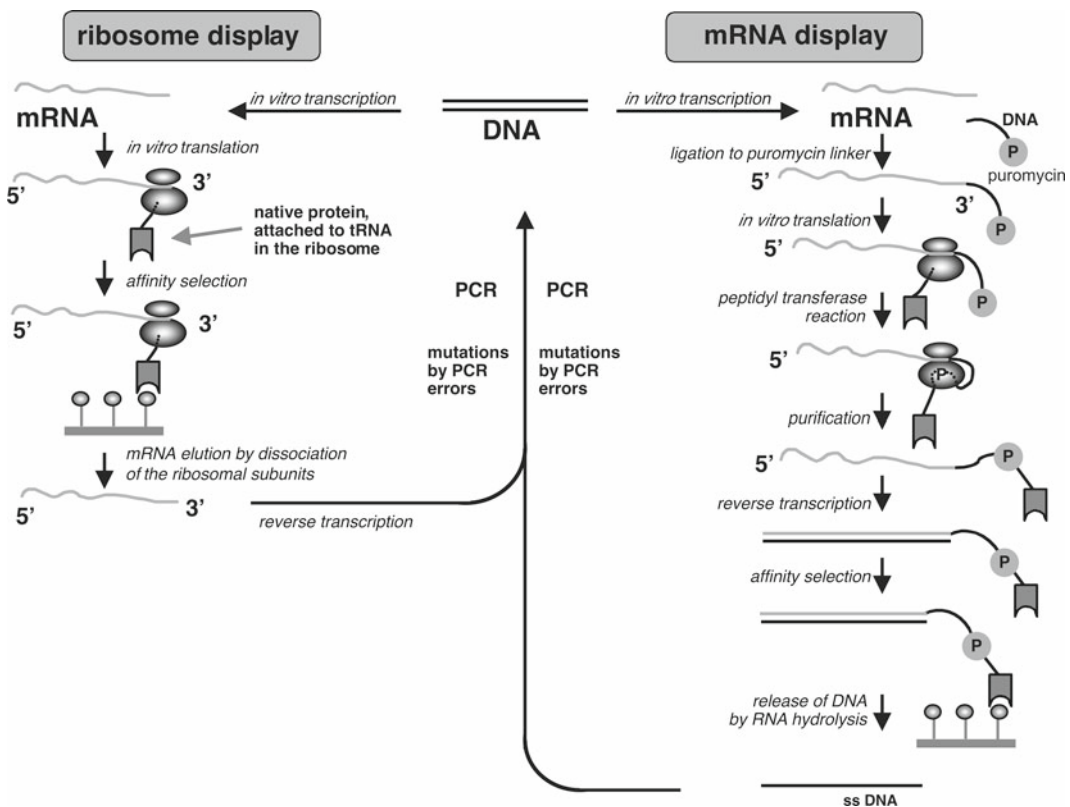 ribosome display
mRNA display
in vitro transcription
in vitro transcription
mRNA
DNA
mRNA
DNA
P
puromycin
in vitro translation
5’
3’
native protein,
attached to tRNA
in the ribosome
affinity selection
5’
3’
mRNA elution by dissociation
of the ribosomal subunits
5’
3’
reverse transcription
PCR
PCR
mutations
by PCR
errors
mutations
by PCR
errors
ligation to puromycin linker
5’
3’
P
in vitro translation
5’
P
peptidyl transferase
reaction
5’
P
purification
5’
P
reverse transcription
P
affinity selection
P
release of DNA
by RNA hydrolysis
ss DNA